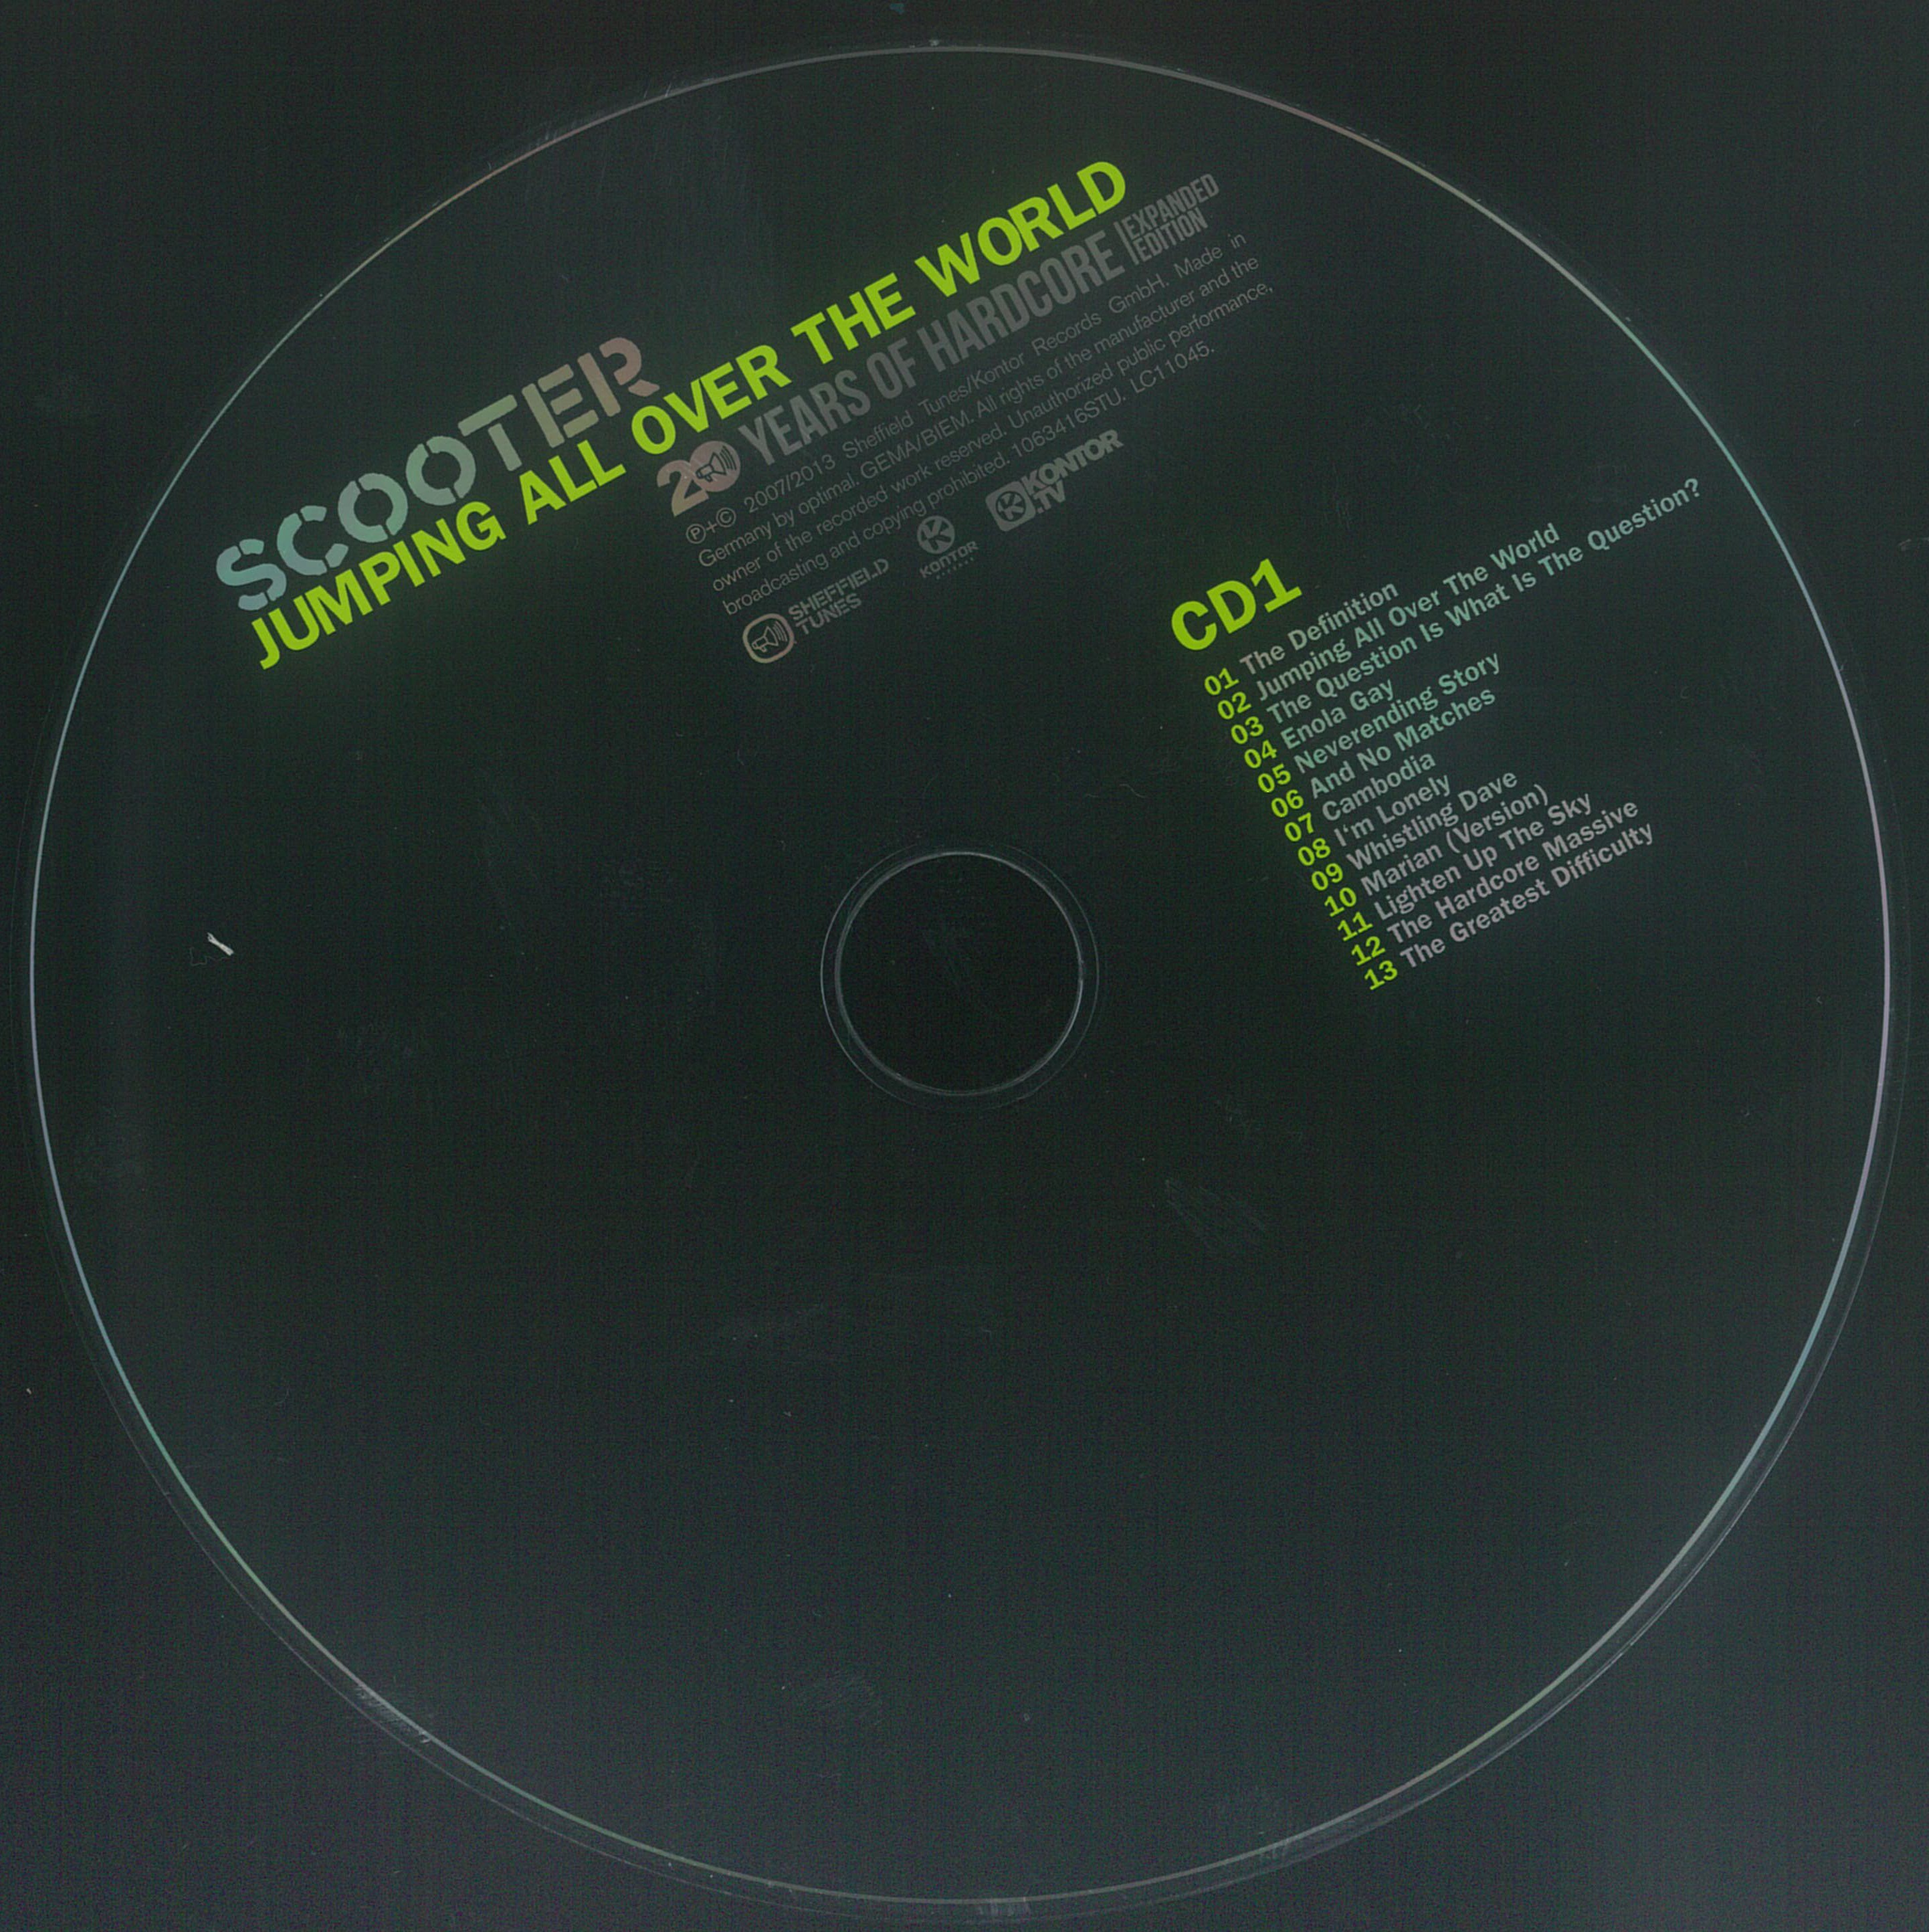 SCOOTER
JUMPING ALL OVER THE WORLD
20 YEARS OF HARDCORE
EXPANDED
EDITION
℗+© 2007/2013 Sheffield Tunes/Kontor Records GmbH. Made in
Germany by optimal. GEMA/BIEM. All rights of the manufacturer and the
owner of the recorded work reserved. Unauthorized public performance,
broadcasting and copying prohibited. 1063416STU. LC11045.
SHEFFIELD
TUNES
K
KONTOR
K KONTOR
.TV
CD1
01 The Definition
02 Jumping All Over The World
03 The Question Is What Is The Question?
04 Enola Gay
05 Neverending Story
06 And No Matches
07 Cambodia
08 I'm Lonely
09 Whistling Dave
10 Marian (Version)
11 Lighten Up The Sky
12 The Hardcore Massive
13 The Greatest Difficulty